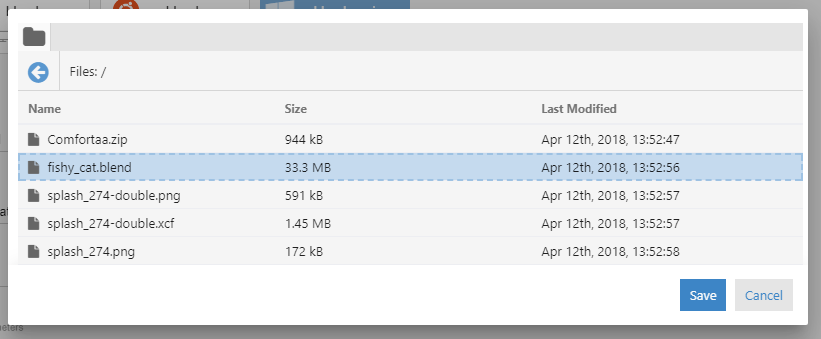 Files: /
Name Size Last Modified
Comfortaa.zip 944 kB Apr 12th, 2018, 13:52:47
fishy_cat.blend 33.3 MB Apr 12th, 2018, 13:52:56
splash_274-double.png 591 kB Apr 12th, 2018, 13:52:57
splash_274-double.xcf 1.45 MB Apr 12th, 2018, 13:52:57
splash_274.png 172 kB Apr 12th, 2018, 13:52:58
Save Cancel